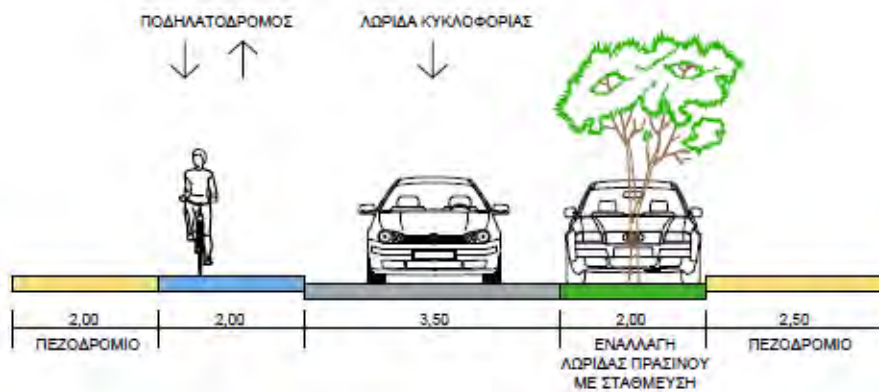 ΠΟΔΗΛΑΤΟΔΡΟΜΟΣ ΛΩΡΙΔΑ ΚΥΚΛΟΦΟΡΙΑΣ
2,00 2,00 3,50 2,00 2,50
ΠΕΖΟΔΡΟΜΙΟ ΕΝΑΛΛΑΓΗ ΠΕΖΟΔΡΟΜΙΟ
ΛΩΡΙΔΑΣ ΠΡΑΣΙΝΟΥ
ΜΕ ΣΤΑΘΜΕΥΣΗ